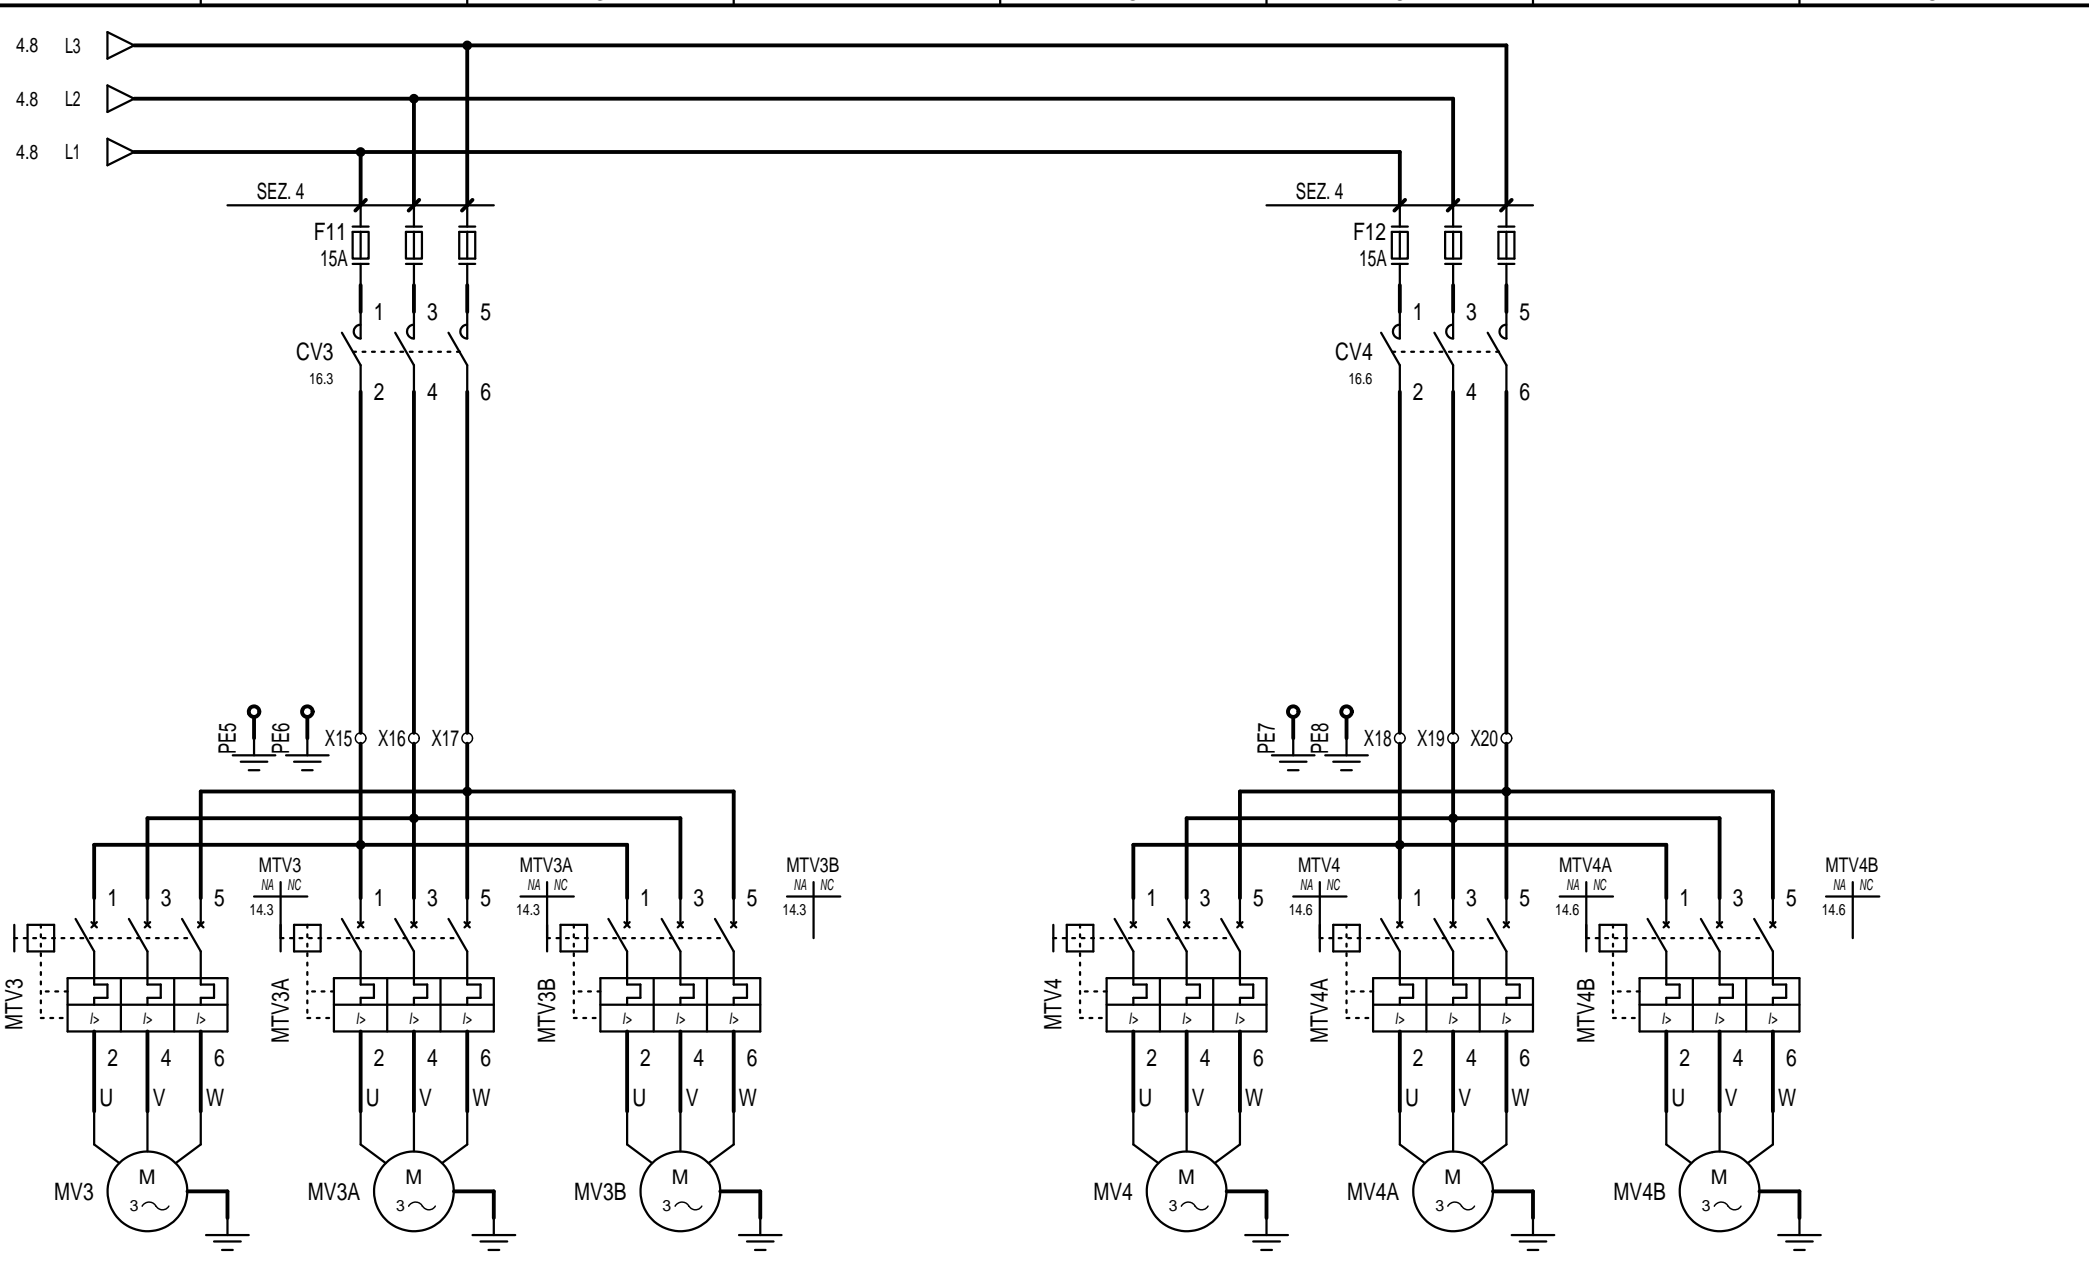 4.8 L3
4.8 L2
4.8 L1
SEZ. 4 SEZ. 4
F11 F12
15A 15A
1 3 5 1 3 5
CV3 CV4
16.3 16.6
2 4 6 2 4 6
PE5 PE6 X15 X16 X17 PE7 PE8 X18 X19 X20
MTV3 MTV3A MTV3B MTV4 MTV4A MTV4B
NA NC NA NC NA NC NA NC NA NC NA NC
1 3 5 1 3 5 1 3 5 1 3 5 1 3 5 1 3 5
14.3 14.3 14.3 14.6 14.6 14.6
MTV3 MTV3A MTV3B MTV4 MTV4A MTV4B
I> I> I> I> I> I> I> I> I> I> I> I> I> I> I> I> I> I>
2 4 6 2 4 6 2 4 6 2 4 6 2 4 6 2 4 6
U V W U V W U V W U V W U V W U V W
M M M M M M
MV3 MV3A MV3B MV4 MV4A MV4B
3 3 3 3 3 3